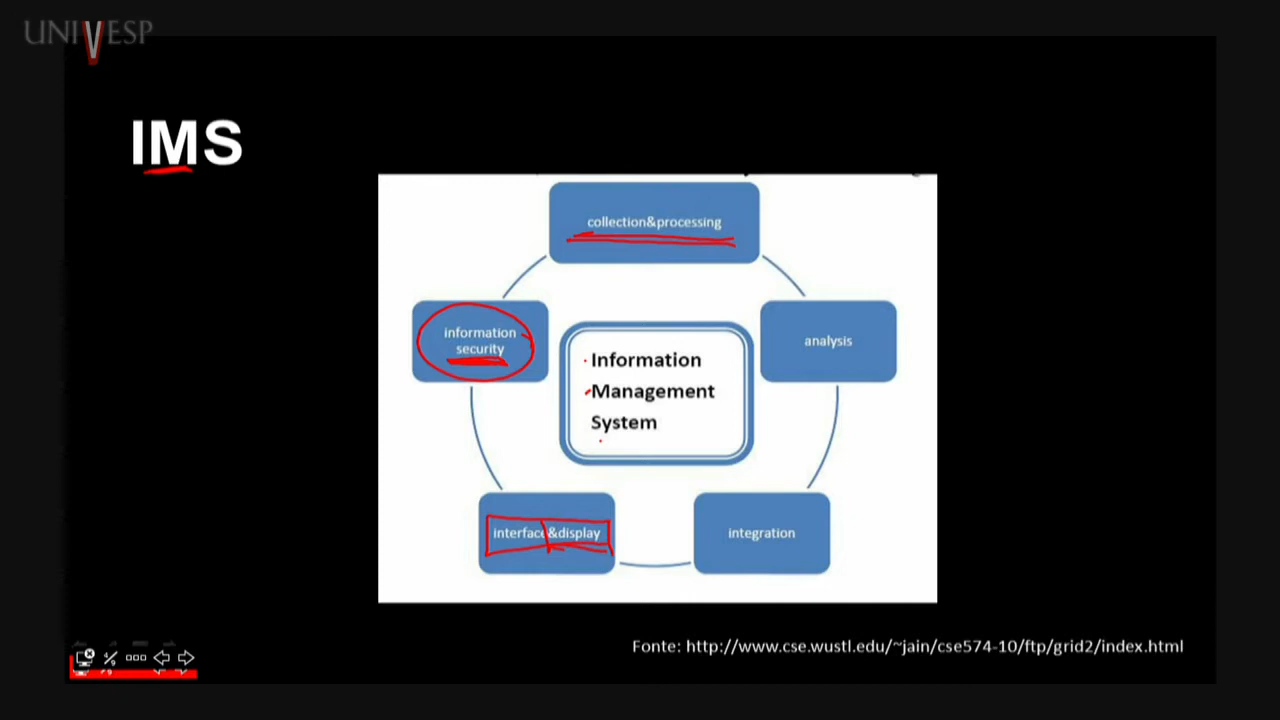 UNIVESP
IMS
collection&processing
information
security
analysis
Information
Management
System
interface&display
integration
Fonte: http://www.cse.wustl.edu/~jain/cse574-10/ftp/grid2/index.html